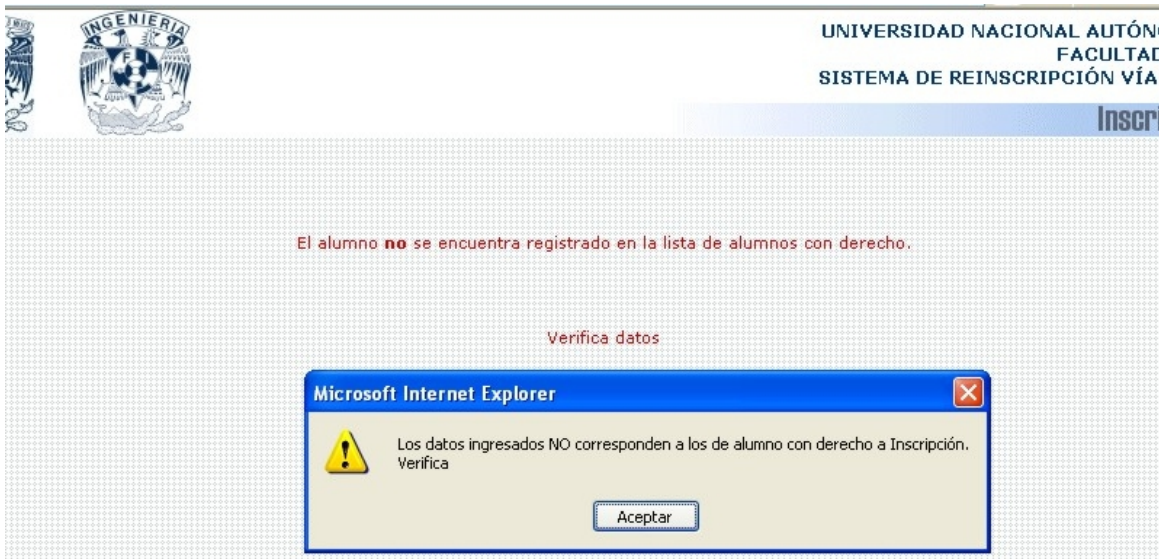 INGENIERIA
UNIVERSIDAD NACIONAL AUTÓN
FACULTAD
SISTEMA DE REINSCRIPCIÓN VÍA
Inscri
El alumno no se encuentra registrado en la lista de alumnos con derecho.
Verifica datos
Microsoft Internet Explorer
Los datos ingresados NO corresponden a los de alumno con derecho a Inscripción.
Verifica
Aceptar